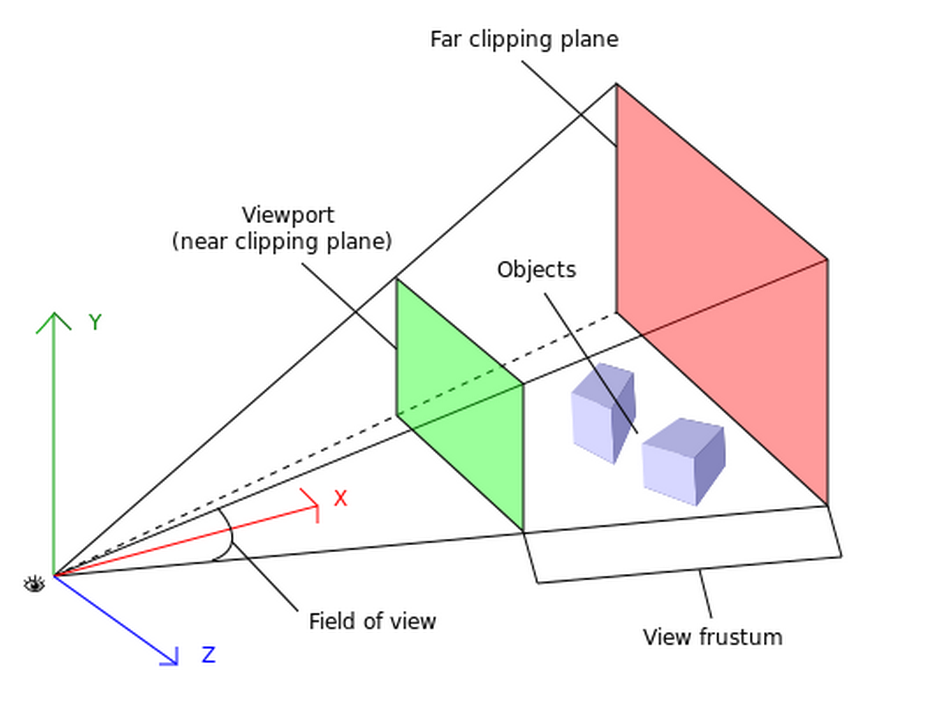 Far clipping plane
Viewport
(near clipping plane)
Objects
Y
X
Field of view
View frustum
Z